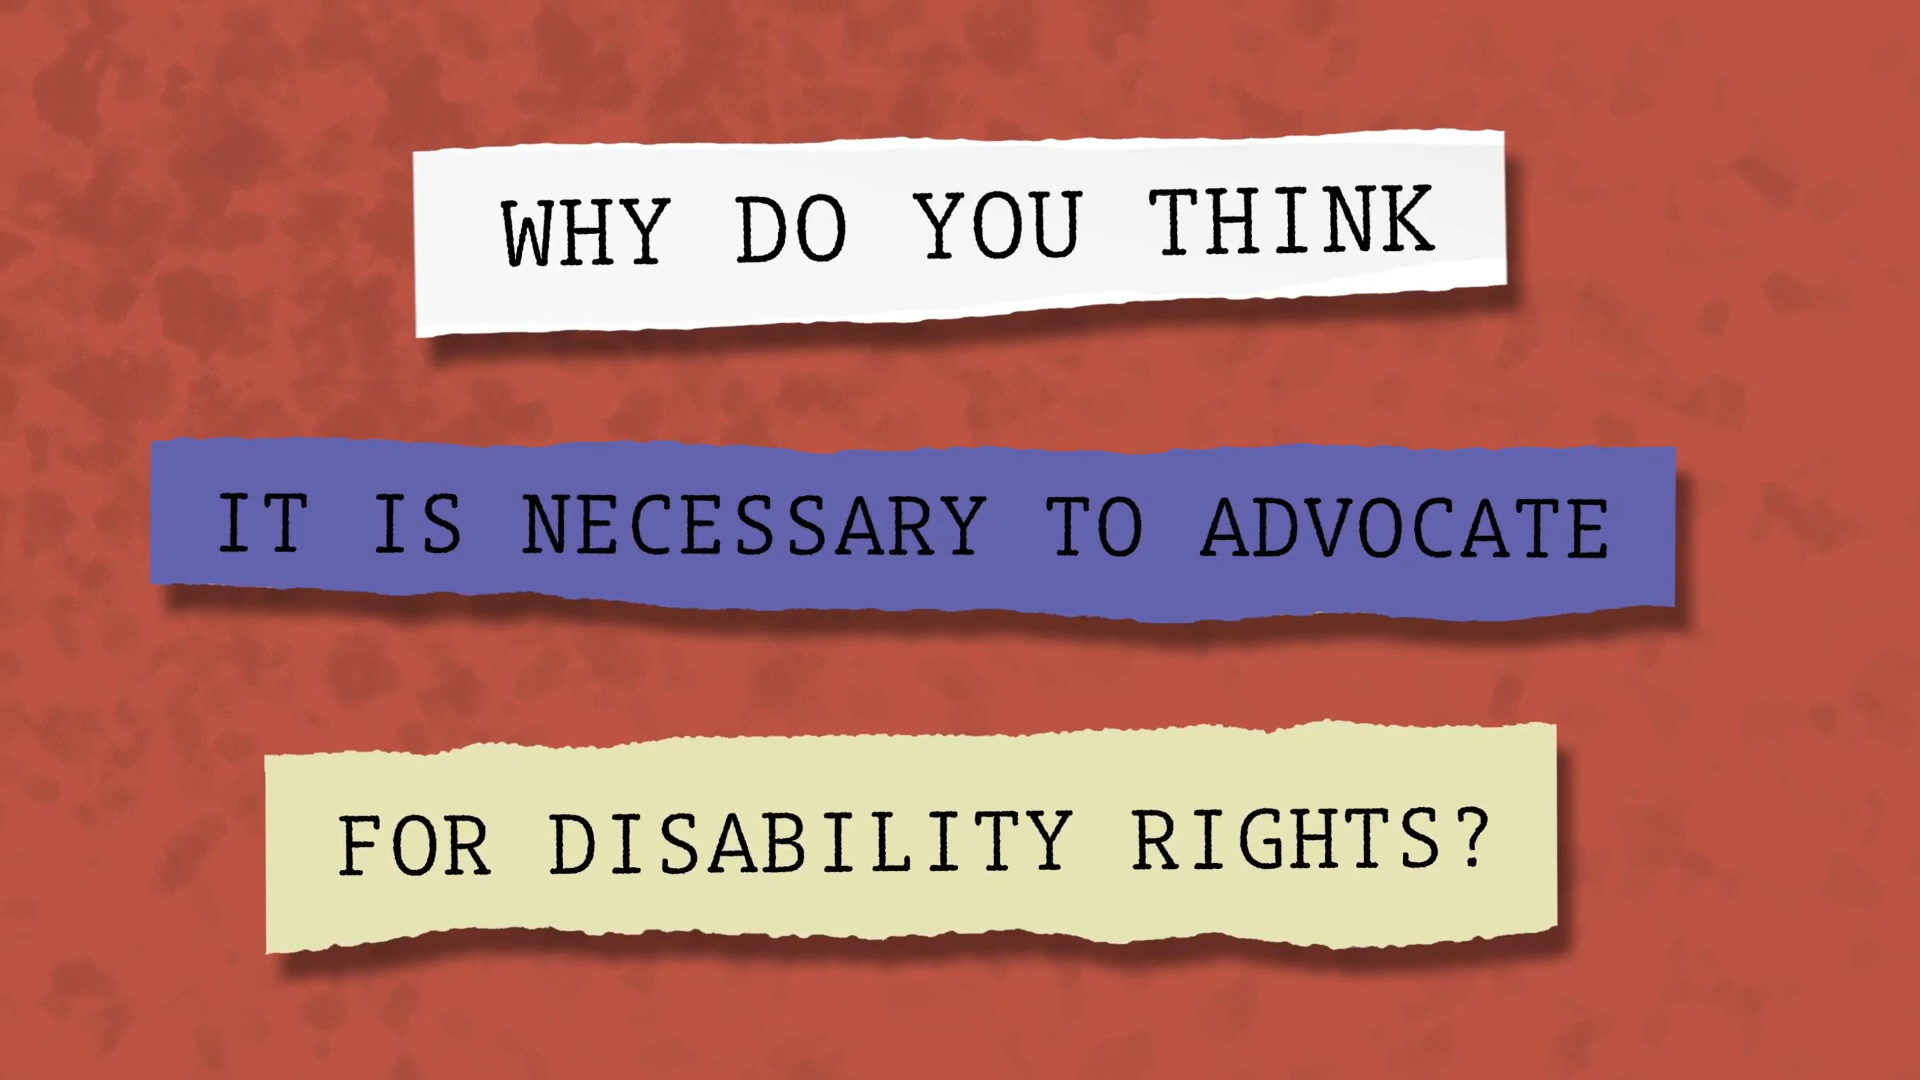 WHY DO YOU THINK
IT IS NECESSARY TO ADVOCATE
FOR DISABILITY RIGHTS?